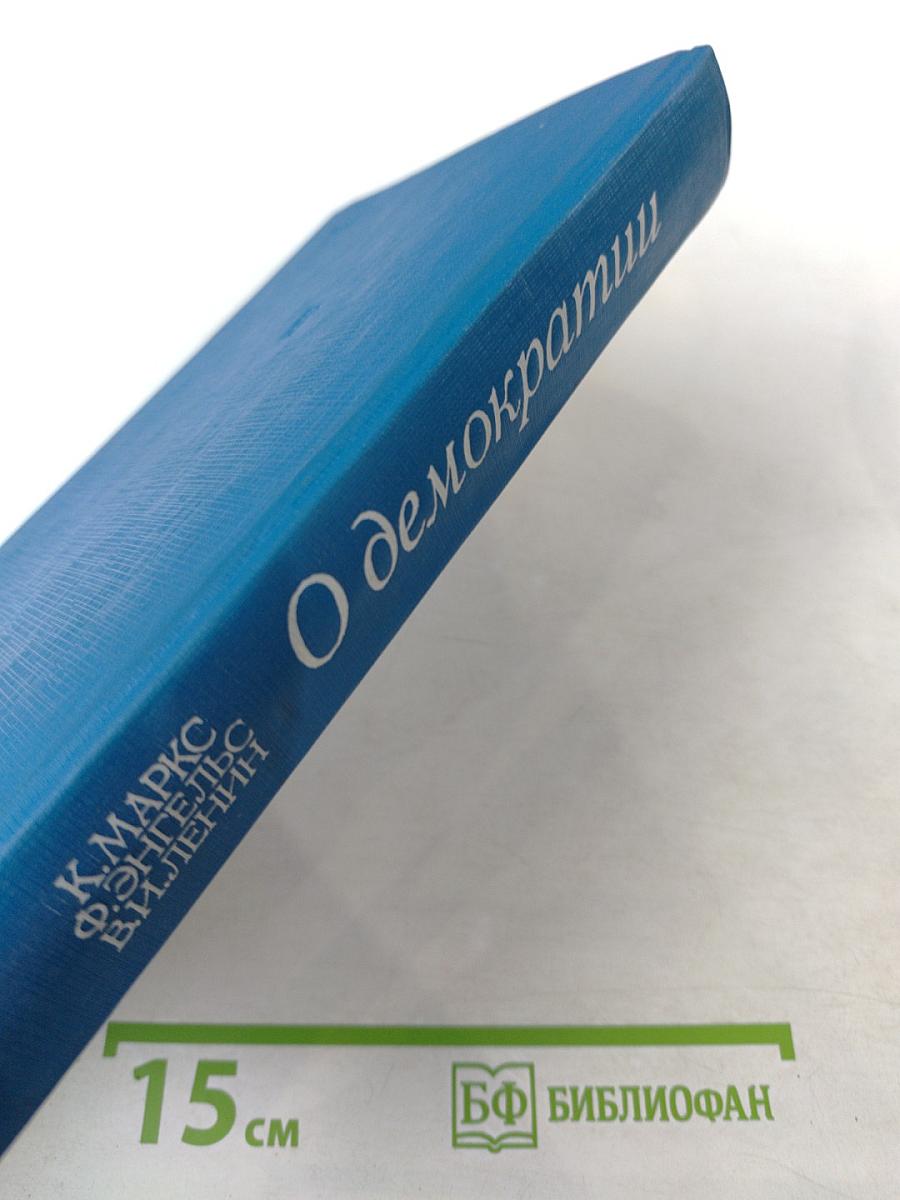 К. МАРКС
Ф. ЭНГЕЛЬС
В.И. ЛЕНИН
О демократии
15 см
БФ БИБЛИОФАН